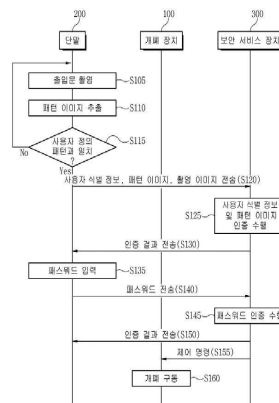 200
100
300
단말
개폐 장치
보안 서비스 장치
출입문 촬영
S105
패턴 이미지 추출
S110
사용자 정의
패턴과 일치
?
S115
No
Yes
사용자 식별 정보, 패턴 이미지, 촬영 이미지 전송(S120)
사용자 식별 정보
및 패턴 이미지
인증 수행
S125
인증 결과 전송(S130)
패스워드 입력
S135
패스워드 전송(S140)
S145
패스워드 인증 수행
인증 결과 전송(S150)
제어 명령(S155)
개폐 구동
S160